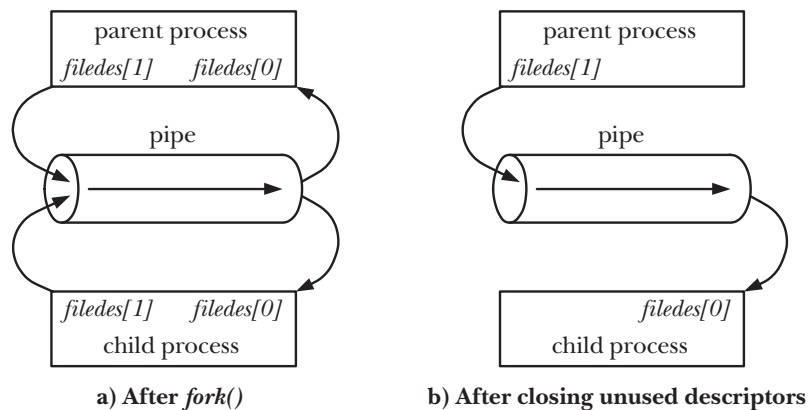 parent process
filedes[1] filedes[0]
pipe
filedes[1] filedes[0]
child process
a) After fork()
parent process
filedes[1]
pipe
filedes[0]
child process
b) After closing unused descriptors